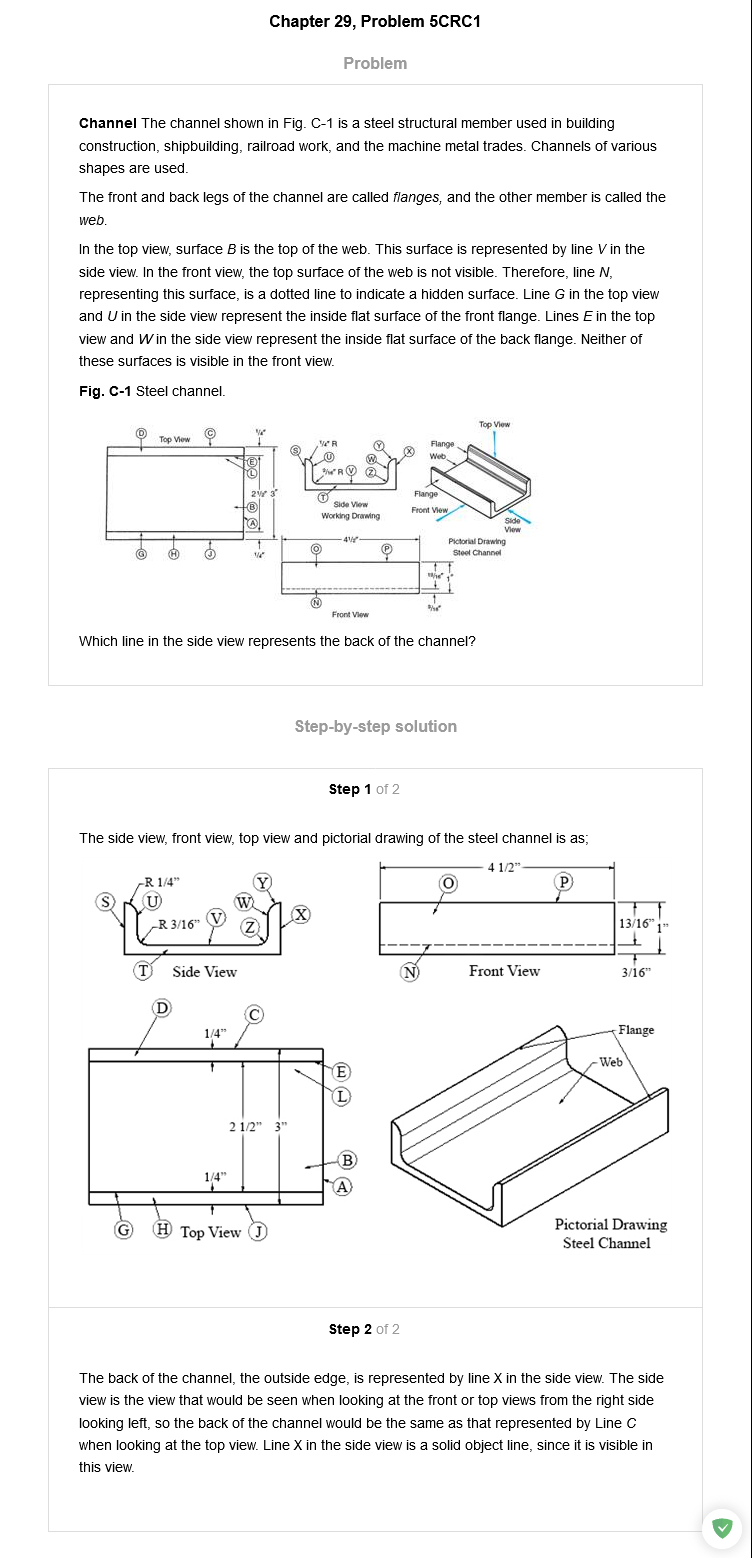 Chapter 29, Problem 5CRC1
Problem
Channel The channel shown in Fig. C-1 is a steel structural member used in building
construction, shipbuilding, railroad work, and the machine metal trades. Channels of various
shapes are used.
The front and back legs of the channel are called flanges, and the other member is called the
web.
In the top view, surface B is the top of the web. This surface is represented by line V in the
side view. In the front view, the top surface of the web is not visible. Therefore, line N,
representing this surface, is a dotted line to indicate a hidden surface. Line G in the top view
and U in the side view represent the inside flat surface of the front flange. Lines E in the top
view and W in the side view represent the inside flat surface of the back flange. Neither of
these surfaces is visible in the front view.
Fig. C-1 Steel channel.
D
Top View
C
1/4"
E
L
2 1/2" 3"
B
A
G
H
J
1/4"
S
1/4" R
U
3/16" R
V
W
Y
Z
X
T
Side View
Working Drawing
Top View
Flange
Web
Flange
Front View
Side
View
Pictorial Drawing
Steel Channel
4 1/2"
O
P
13/16" 1"
N
3/16"
Front View
Which line in the side view represents the back of the channel?
Step-by-step solution
Step 1 of 2
The side view, front view, top view and pictorial drawing of the steel channel is as;
R 1/4"
S
U
R 3/16"
V
W
Y
Z
X
T
Side View
4 1/2"
O
P
13/16" 1"
N
Front View
3/16"
D
C
1/4"
E
L
2 1/2" 3"
B
1/4"
A
G
H
Top View
J
Flange
Web
Pictorial Drawing
Steel Channel
Step 2 of 2
The back of the channel, the outside edge, is represented by line X in the side view. The side
view is the view that would be seen when looking at the front or top views from the right side
looking left, so the back of the channel would be the same as that represented by Line C
when looking at the top view. Line X in the side view is a solid object line, since it is visible in
this view.